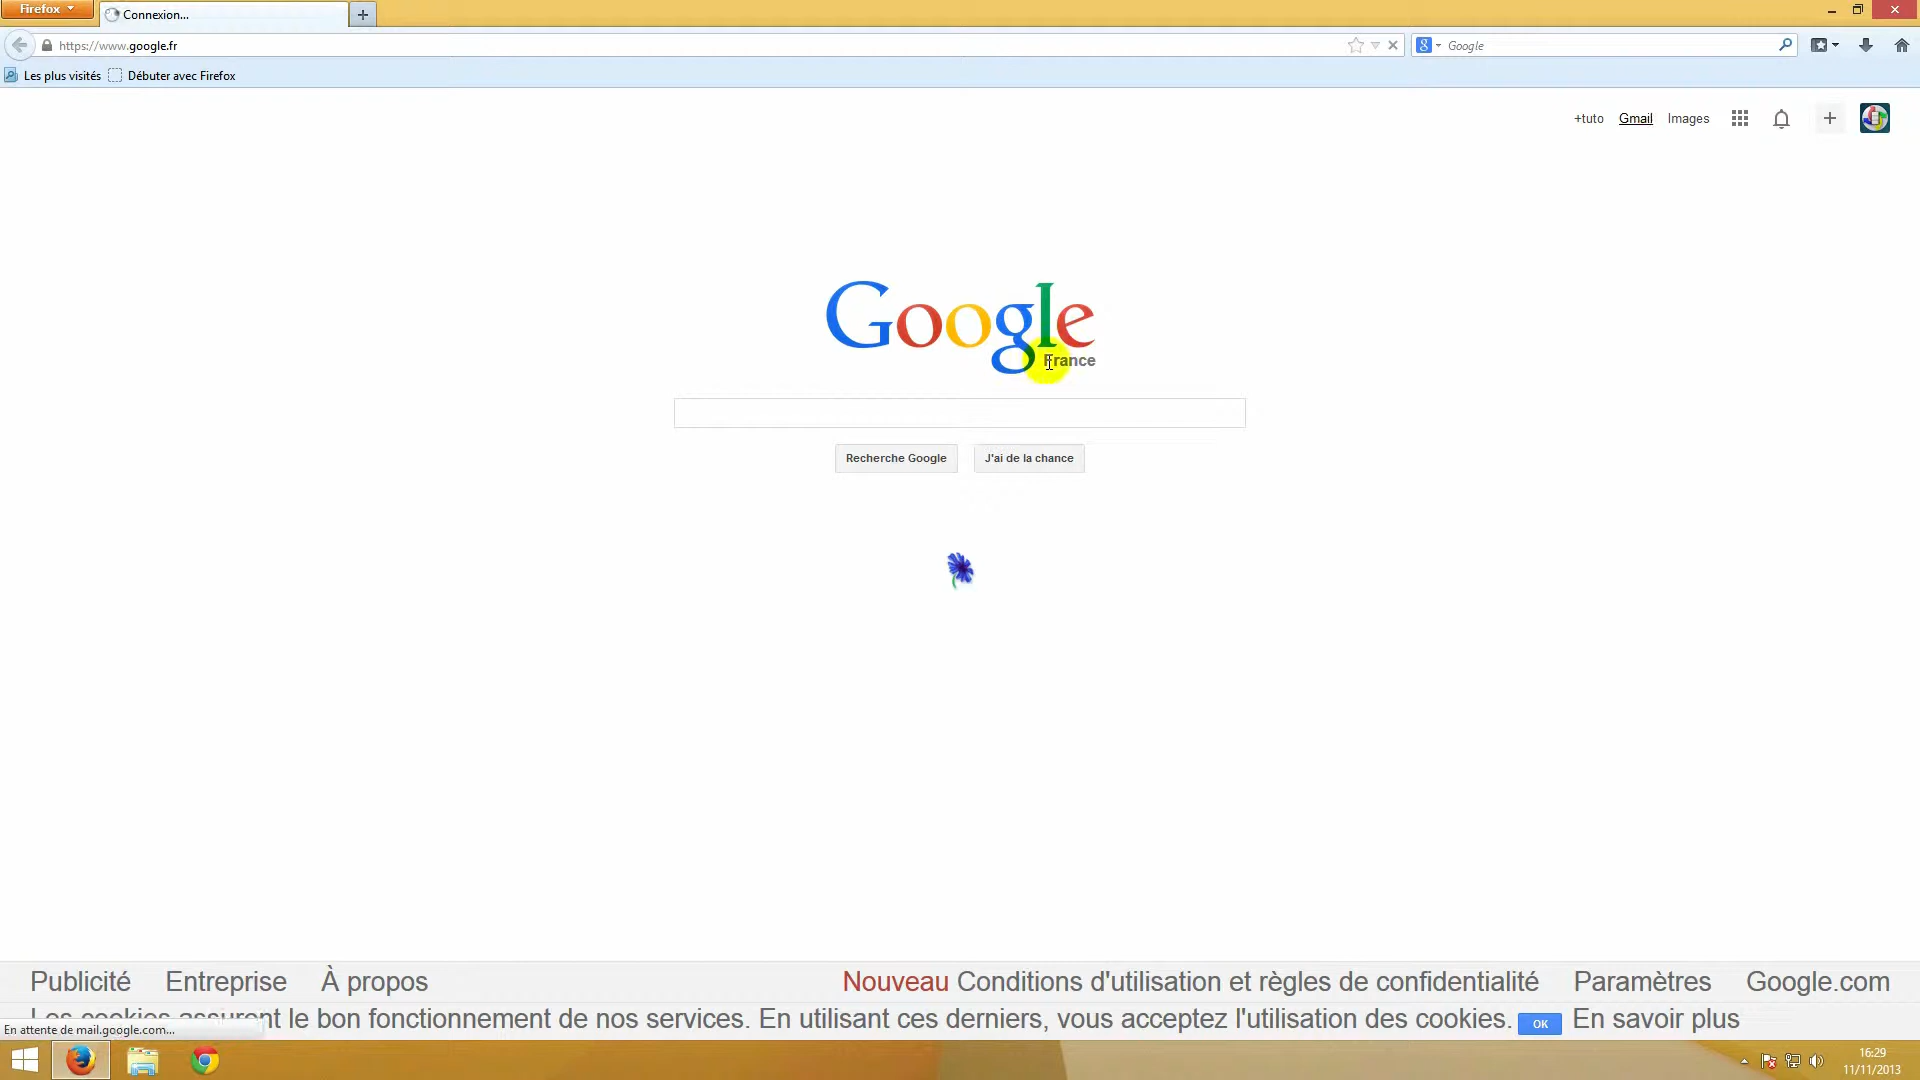 Firefox
Connexion...
https://www.google.fr
Google
Les plus visités
Débuter avec Firefox
+tuto
Gmail
Images
Google
France
Recherche Google
J'ai de la chance
Publicité
Entreprise
À propos
Nouveau Conditions d'utilisation et règles de confidentialité
Paramètres
Google.com
Les cookies assurent le bon fonctionnement de nos services. En utilisant ces derniers, vous acceptez l'utilisation des cookies.
OK
En savoir plus
En attente de mail.google.com...
16:29
11/11/2013